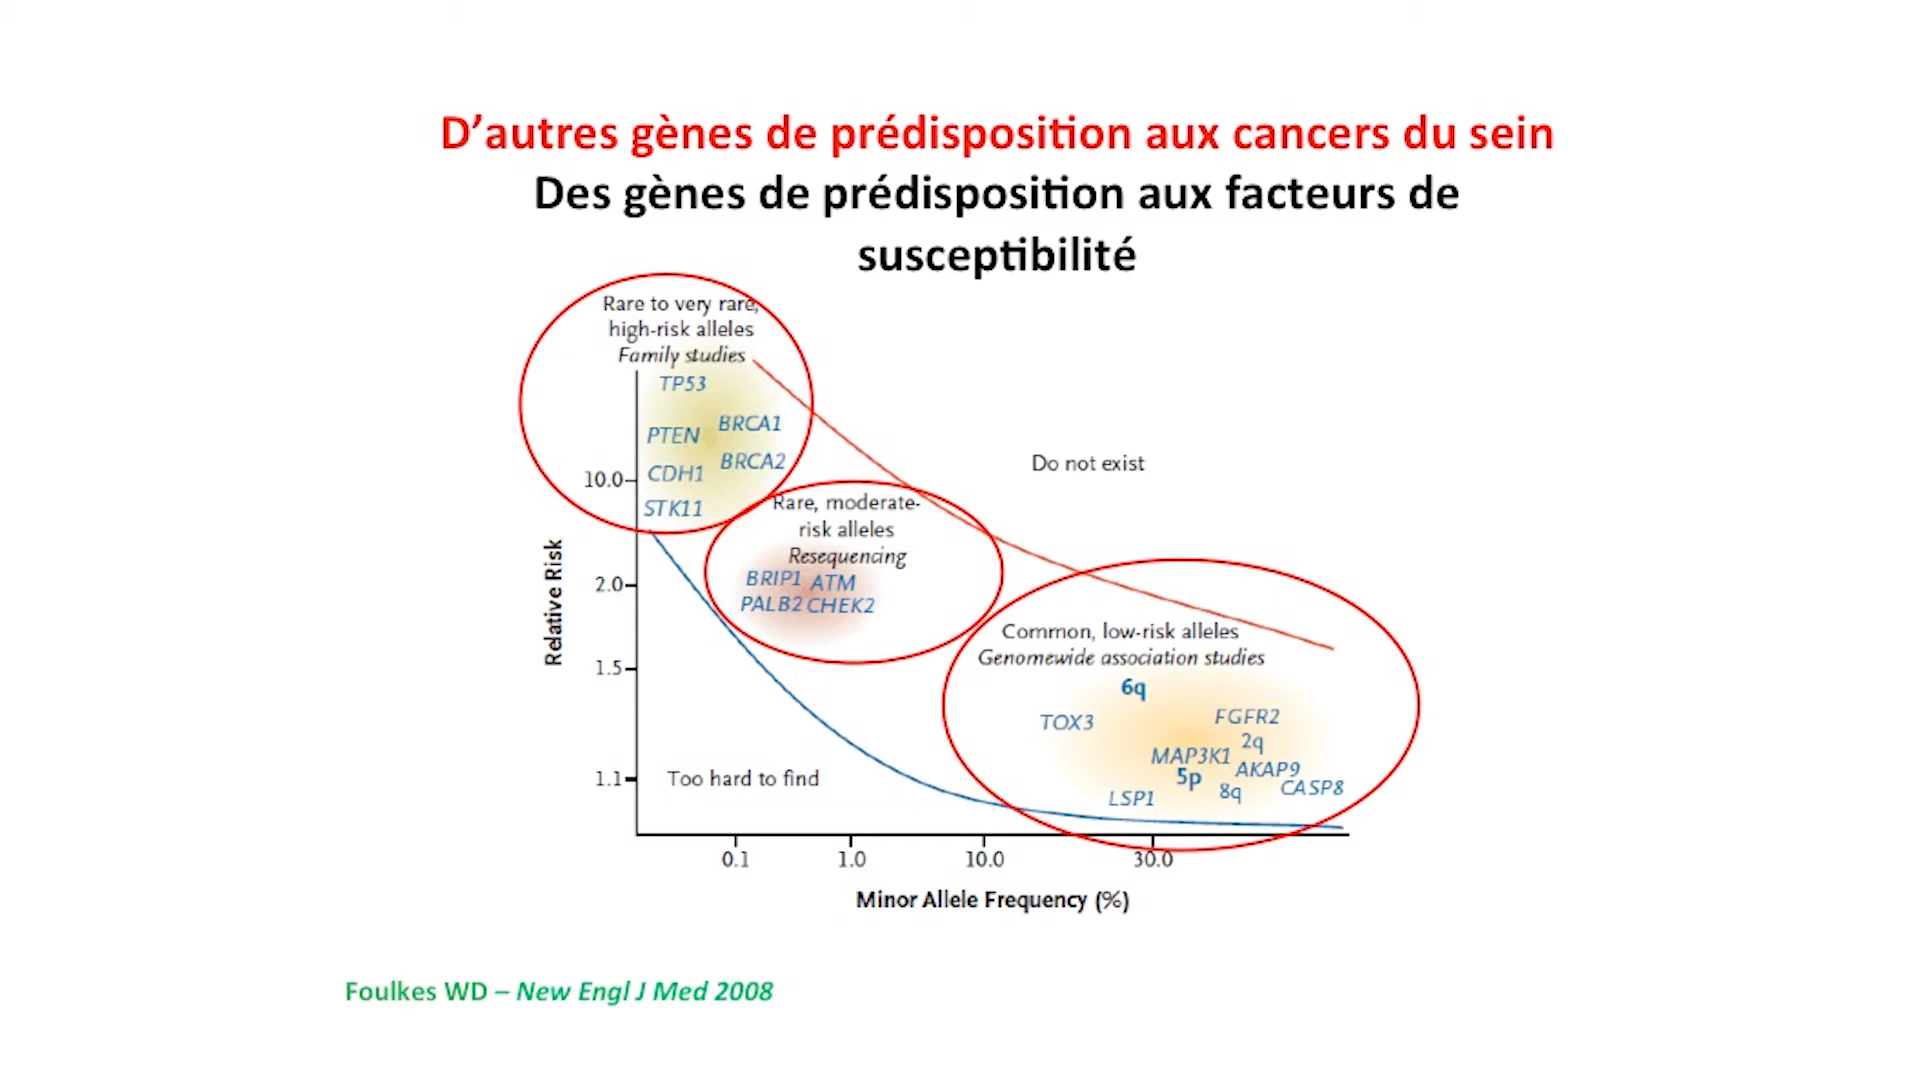 D’autres gènes de prédisposition aux cancers du sein
Des gènes de prédisposition aux facteurs de
susceptibilité
Rare to very rare,
high-risk alleles
Family studies
TP53
BRCA1
PTEN
BRCA2
CDH1
STK11
Do not exist
Rare, moderate-
risk alleles
Resequencing
BRIP1 ATM
PALB2 CHEK2
Common, low-risk alleles
Genomewide association studies
6q
TOX3
FGFR2
2q
MAP3K1
AKAP9
5p
8q
CASP8
LSP1
Too hard to find
Relative Risk
10.0
2.0
1.5
1.1
0.1 1.0 10.0 30.0
Minor Allele Frequency (%)
Foulkes WD – New Engl J Med 2008